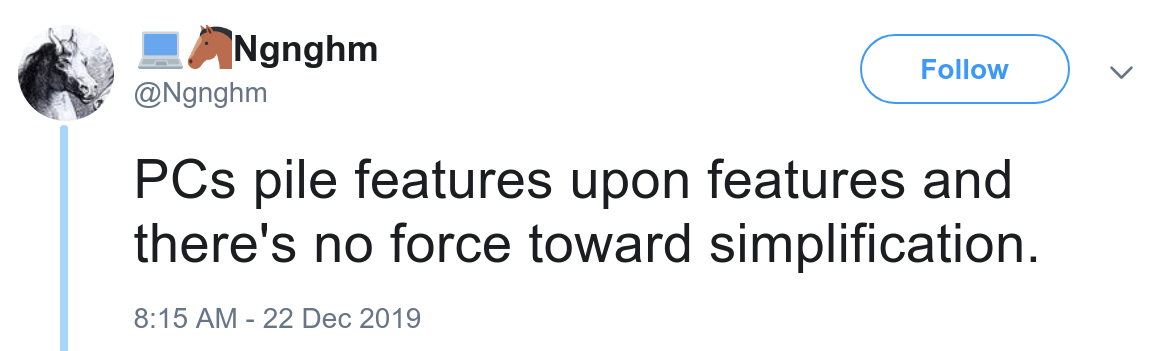 💻🐴Ngnghm
@Ngnghm
Follow
PCs pile features upon features and
there's no force toward simplification.
8:15 AM - 22 Dec 2019